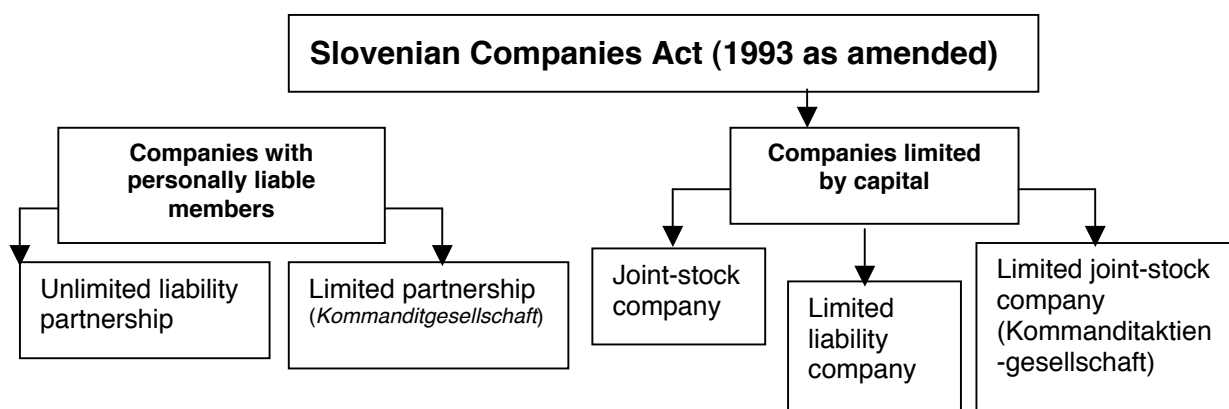 Slovenian Companies Act (1993 as amended)
Companies with
personally liable
members
Companies limited
by capital
Unlimited liability
partnership
Limited partnership
(Kommanditgesellschaft)
Joint-stock
company
Limited
liability
company
Limited joint-stock
company
(Kommanditaktien
-gesellschaft)